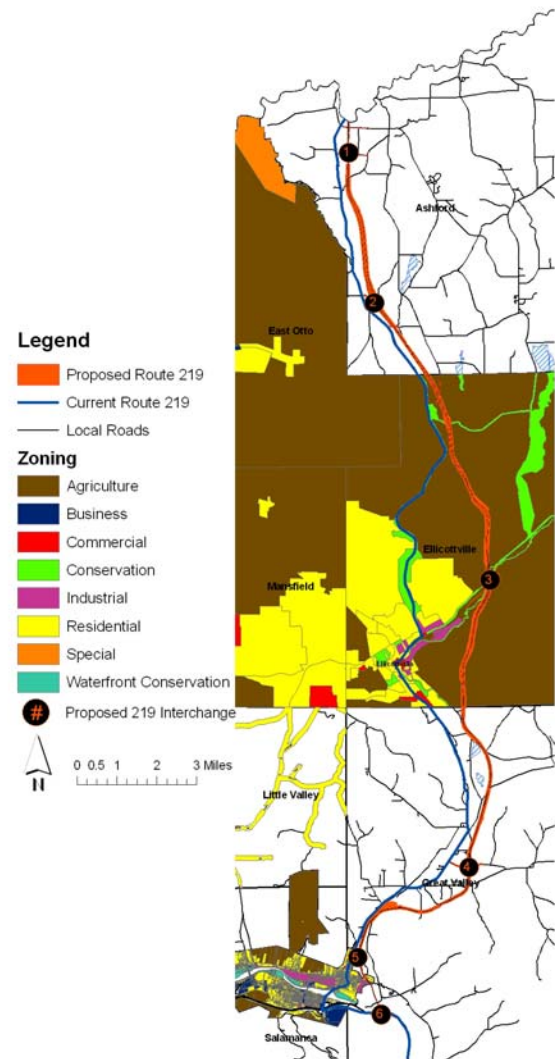 1
Ashford
2
East Otto
Legend
Proposed Route 219
Current Route 219
Local Roads
Zoning
Agriculture
Business
Commercial
Conservation
Industrial
Residential
Special
Waterfront Conservation
# Proposed 219 Interchange
N
0 0.5 1 2 3 Miles
Ellicottville
3
Mansfield
Ellicottville
Little Valley
4
Great Valley
5
6
Salamanca